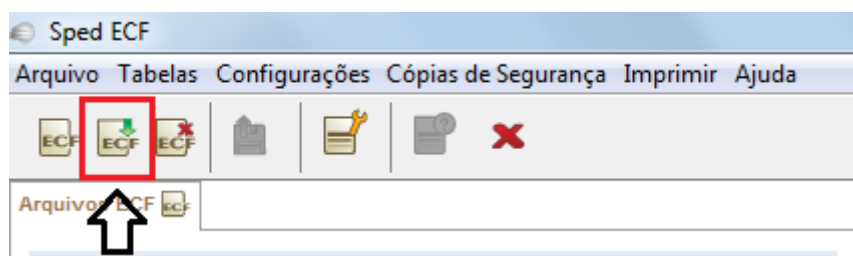 Sped ECF
Arquivo Tabelas Configurações Cópias de Segurança Imprimir Ajuda
ECF ECF ECF
Arquivos ECF ECF